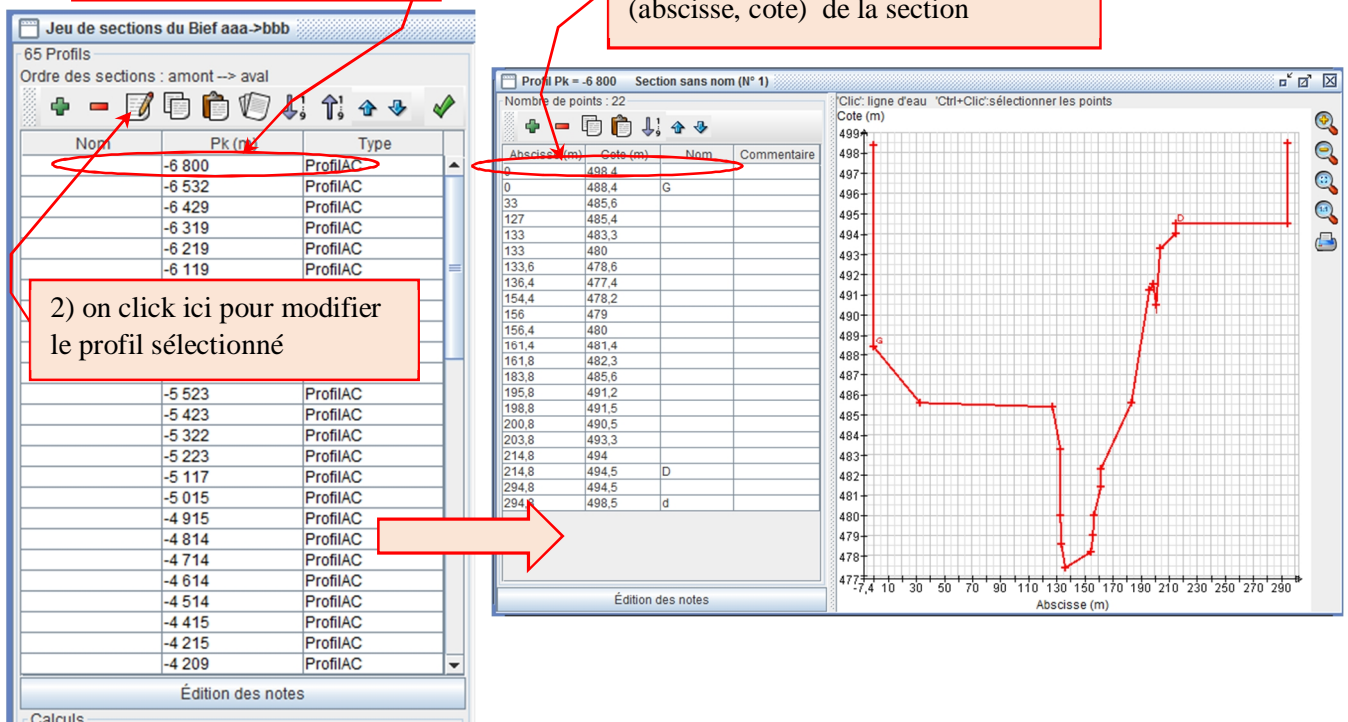 (abscisse, cote) de la section
Jeu de sections du Bief aaa->bbb
65 Profils
Ordre des sections : amont --> aval
Nom Pk (m) Type
-6 800 ProfilAC
-6 532 ProfilAC
-6 429 ProfilAC
-6 319 ProfilAC
-6 219 ProfilAC
-6 119 ProfilAC
2) on click ici pour modifier
le profil sélectionné
-5 523 ProfilAC
-5 423 ProfilAC
-5 322 ProfilAC
-5 223 ProfilAC
-5 117 ProfilAC
-5 015 ProfilAC
-4 915 ProfilAC
-4 814 ProfilAC
-4 714 ProfilAC
-4 614 ProfilAC
-4 514 ProfilAC
-4 415 ProfilAC
-4 215 ProfilAC
-4 209 ProfilAC
Édition des notes
Calculs
Profil Pk = -6 800 Section sans nom (N° 1)
Nombre de points : 22
Abscisse (m) Cote (m) Nom Commentaire
0 498,4
0 488,4 G
33 485,6
127 485,4
133 483,3
133 480
133,6 478,6
136,4 477,4
154,4 478,2
156 479
156,4 480
161,4 481,4
161,8 482,3
183,8 485,6
195,8 491,2
198,8 491,5
200,8 490,5
203,8 493,3
214,8 494
214,8 494,5 D
294,8 494,5
294,8 498,5 d
Édition des notes
'Clic': ligne d'eau 'Ctrl+Clic':sélectionner les points
Cote (m)
499
498
497
496
495
494
493
492
491
490
489
488
487
486
485
484
483
482
481
480
479
478
477
G
D
-7,4 10 30 50 70 90 110 130 150 170 190 210 230 250 270 290
Abscisse (m)